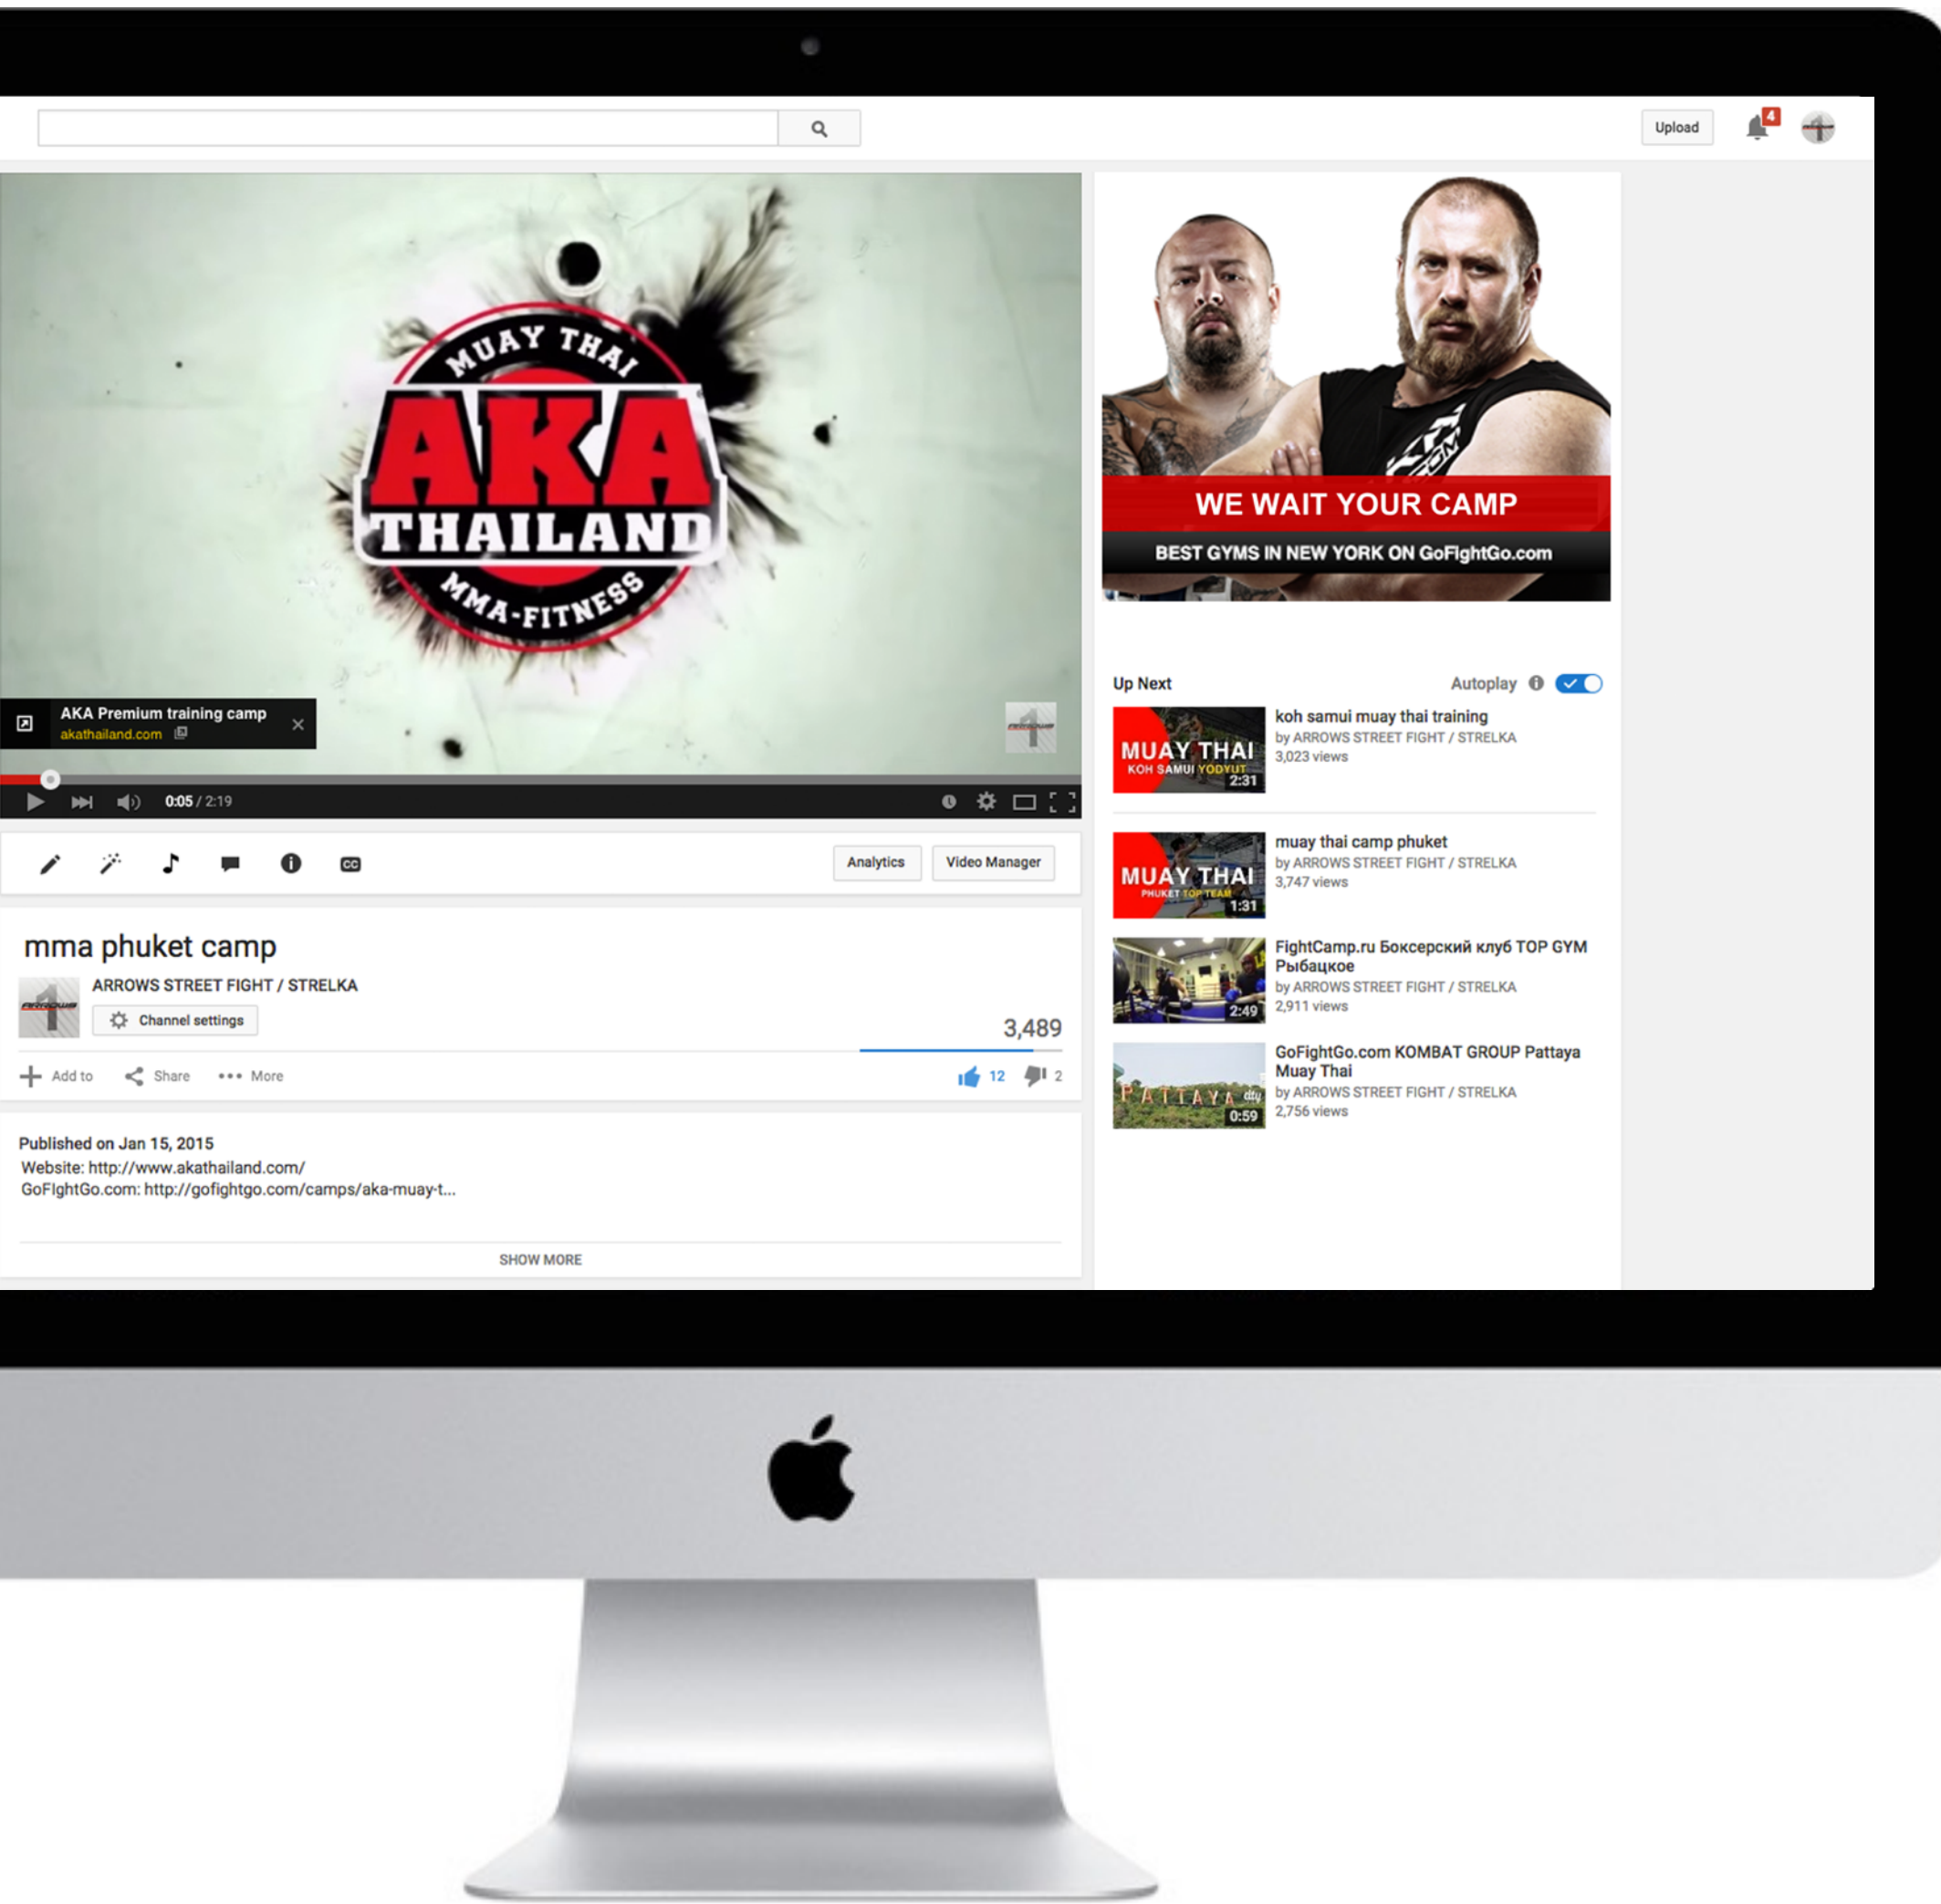 Upload
4
MUAY THAI
AKA
THAILAND
MMA-FITNESS
AKA Premium training camp
akathailand.com
ARROWS
0:05 / 2:19
WE WAIT YOUR CAMP
BEST GYMS IN NEW YORK ON GoFIghtGo.com
Analytics
Video Manager
CC
mma phuket camp
ARROWS
ARROWS STREET FIGHT / STRELKA
Channel settings
3,489
Add to
Share
More
12
2
Published on Jan 15, 2015
Website: http://www.akathailand.com/
GoFIghtGo.com: http://gofightgo.com/camps/aka-muay-t...
SHOW MORE
Up Next
Autoplay
MUAY THAI
KOH SAMUI YODYUT
2:31
koh samui muay thai training
by ARROWS STREET FIGHT / STRELKA
3,023 views
MUAY THAI
PHUKET TOP TEAM
1:31
muay thai camp phuket
by ARROWS STREET FIGHT / STRELKA
3,747 views
2:49
FightCamp.ru Боксерский клуб TOP GYM
Рыбацкое
by ARROWS STREET FIGHT / STRELKA
2,911 views
PATTAYA city
0:59
GoFightGo.com KOMBAT GROUP Pattaya
Muay Thai
by ARROWS STREET FIGHT / STRELKA
2,756 views